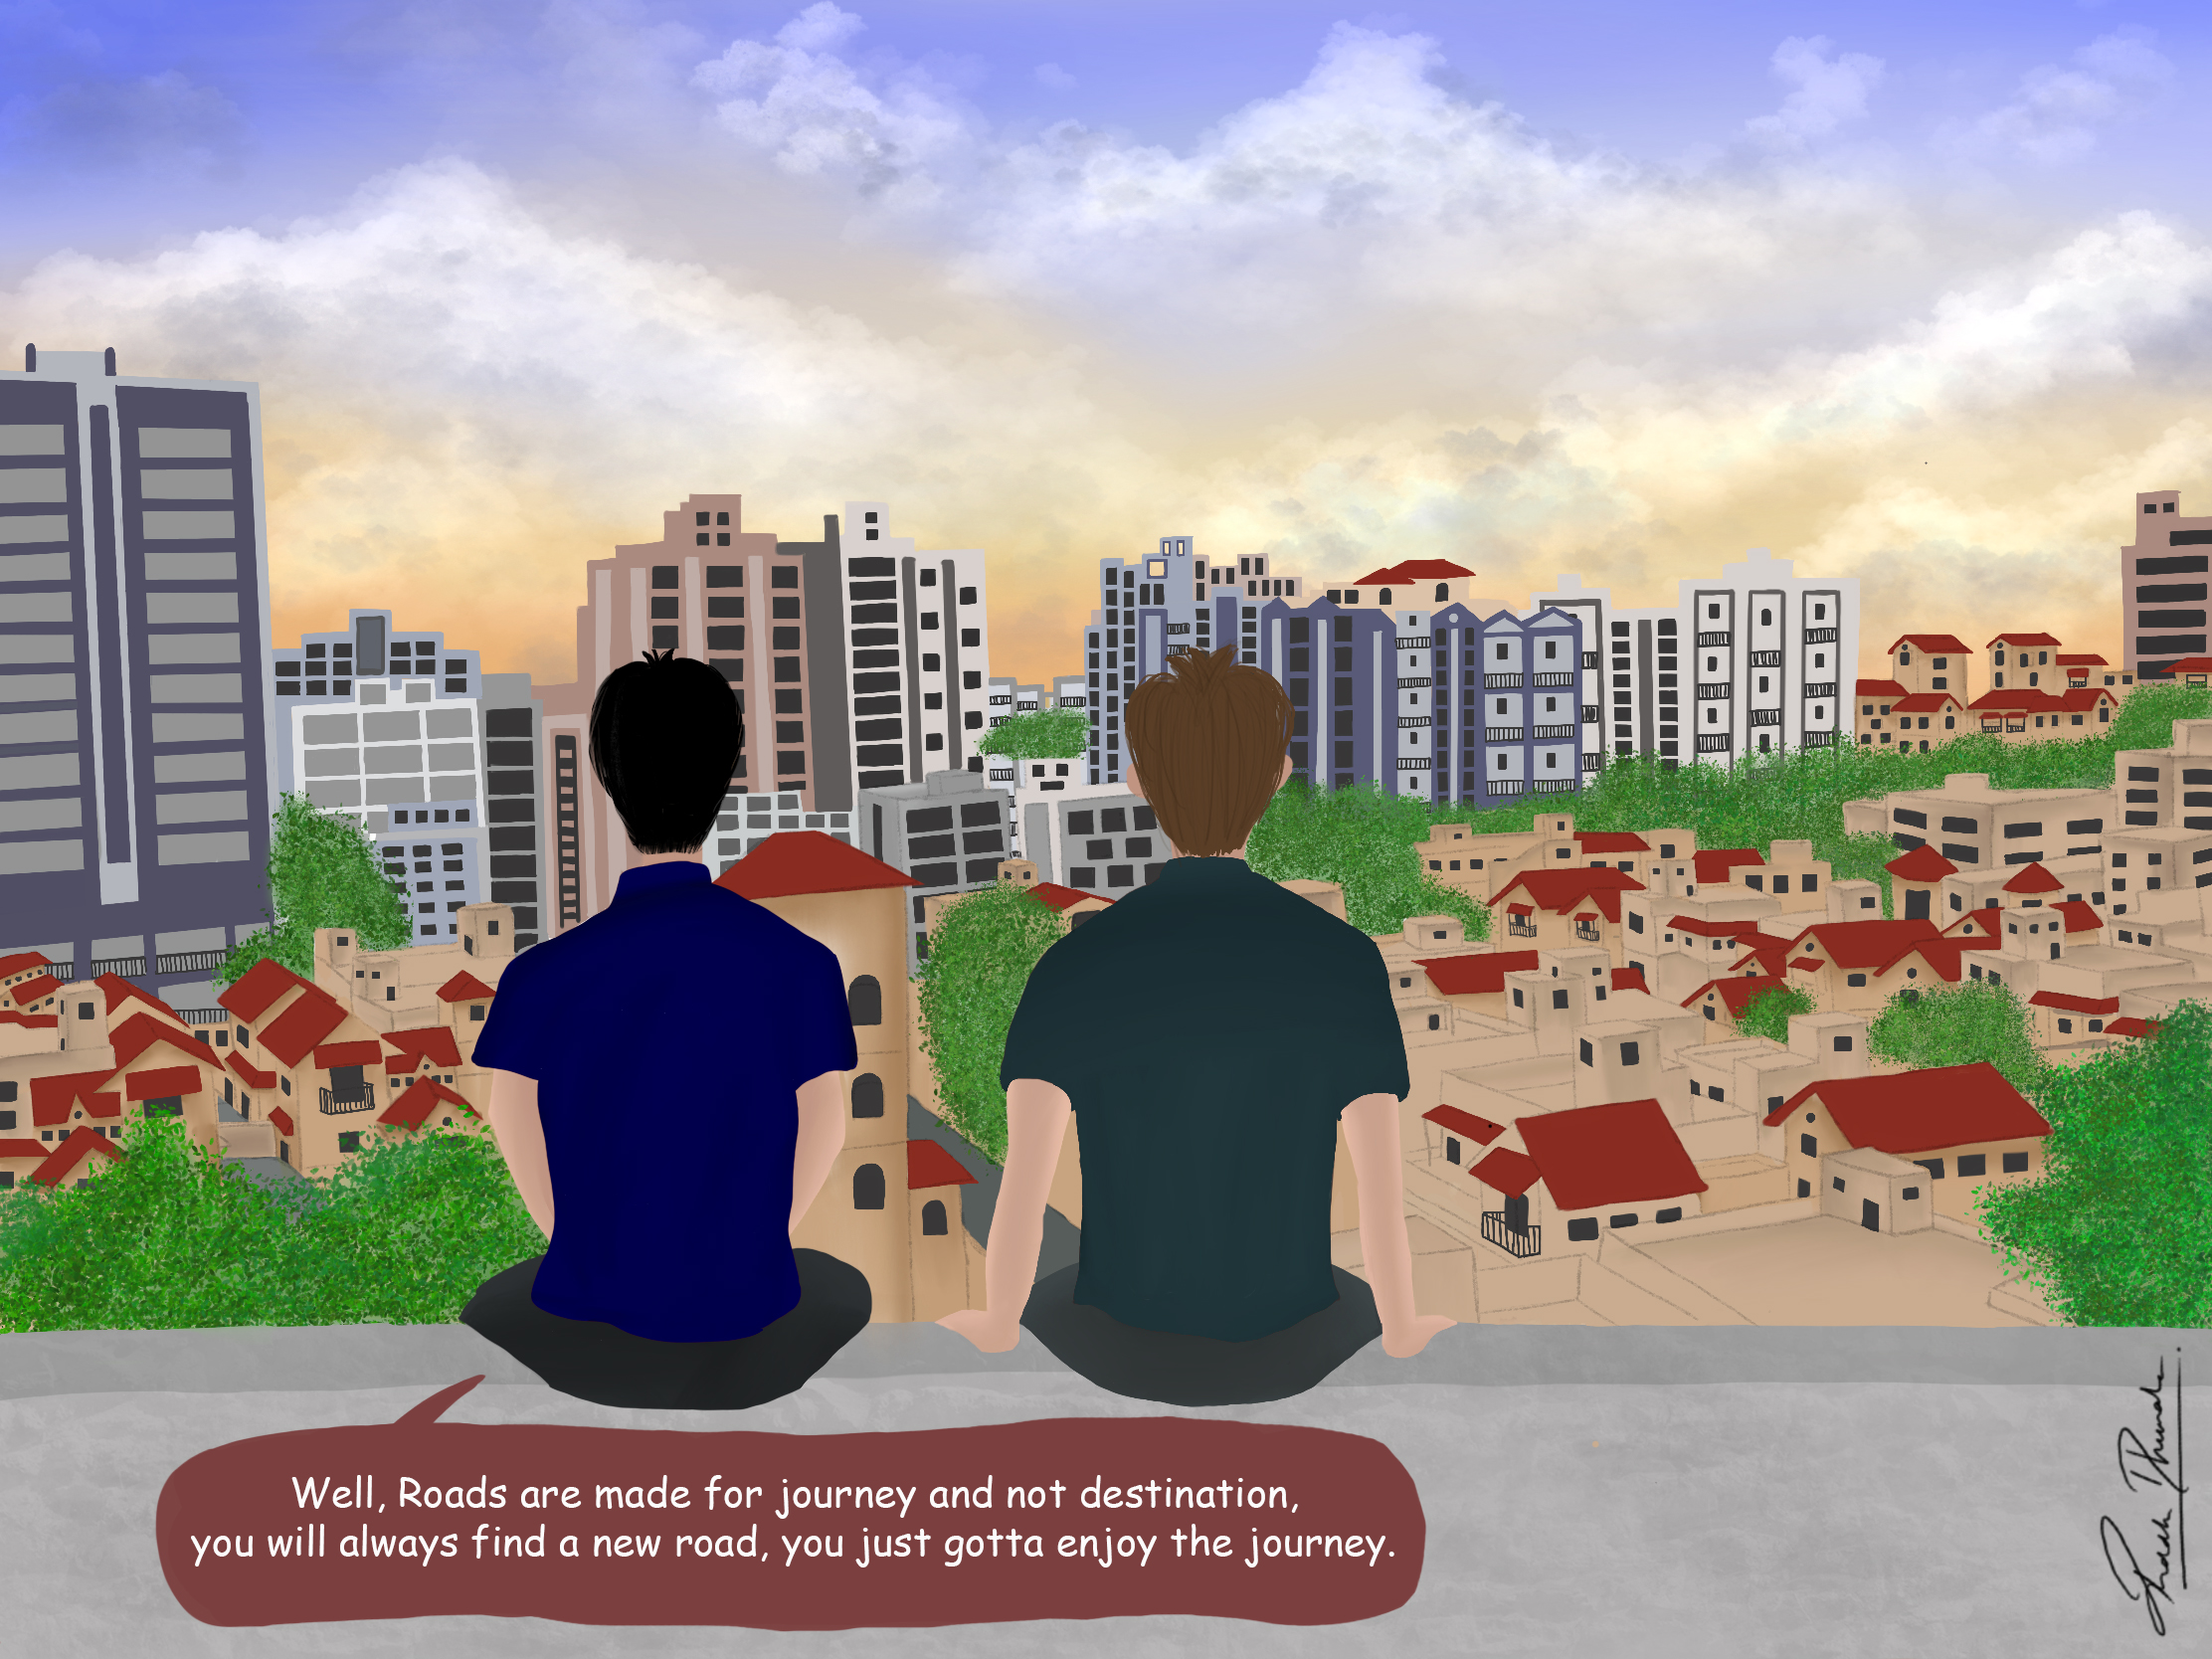 Well, Roads are made for journey and not destination,
you will always find a new road, you just gotta enjoy the journey.